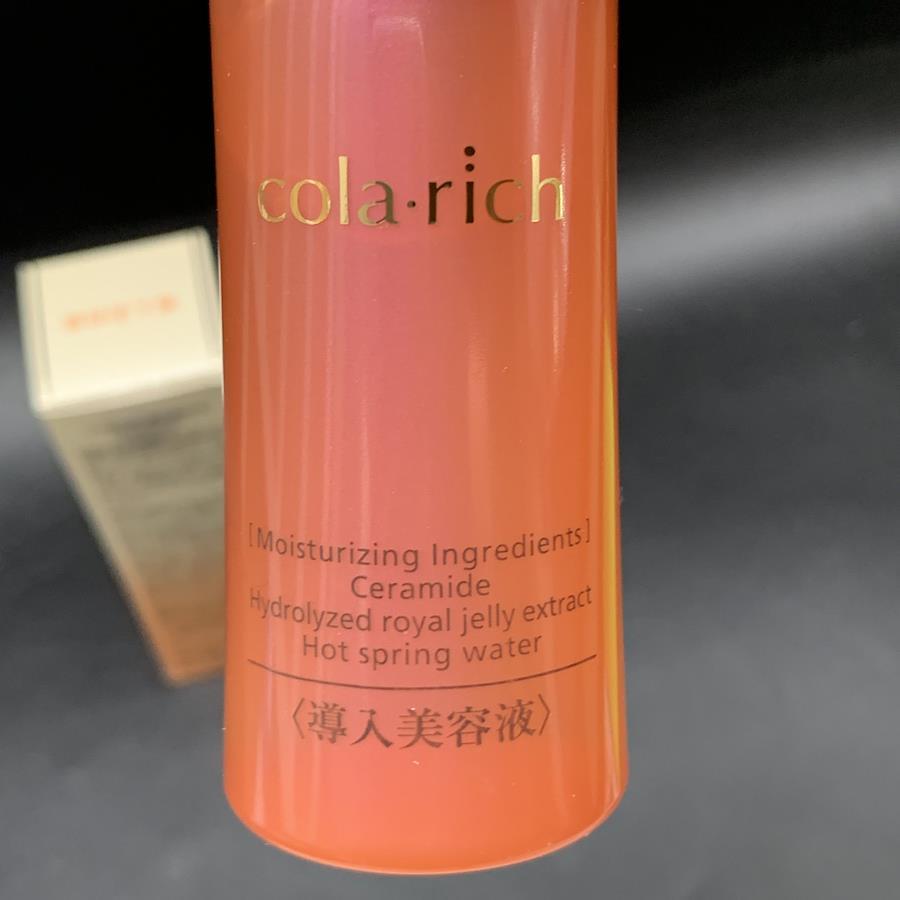 cola·rich
[Moisturizing Ingredients]
Ceramide
Hydrolyzed royal jelly extract
Hot spring water
〈導入美容液〉